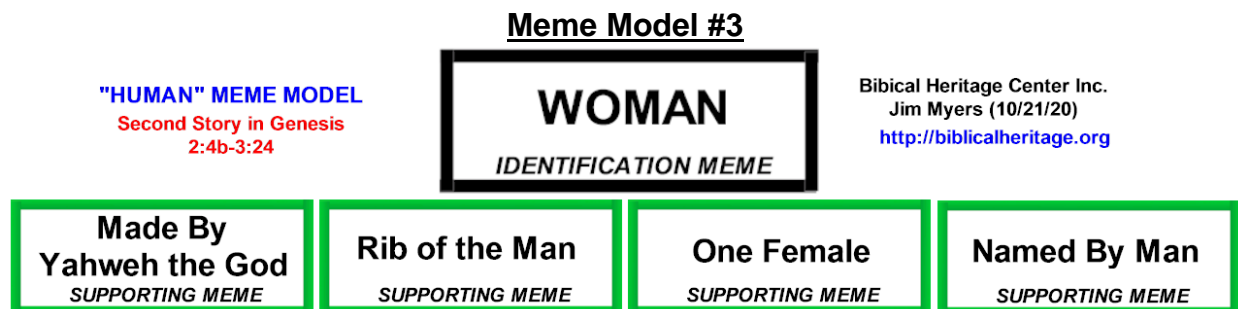 Meme Model #3
"HUMAN" MEME MODEL
Second Story in Genesis
2:4b-3:24
WOMAN
IDENTIFICATION MEME
Bibical Heritage Center Inc.
Jim Myers (10/21/20)
http://biblicalheritage.org
Made By
Yahweh the God
SUPPORTING MEME
Rib of the Man
SUPPORTING MEME
One Female
SUPPORTING MEME
Named By Man
SUPPORTING MEME